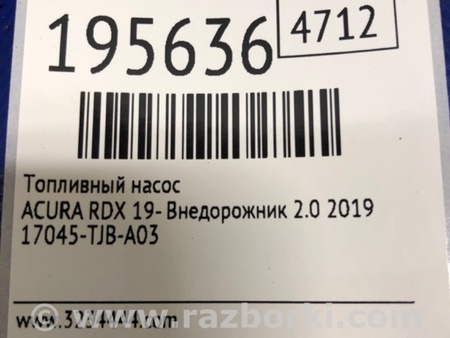 195636
4712
Топливный насос
ACURA RDX 19- Внедорожник 2.0 2019
17045-TJB-A03
© www.razborki.com